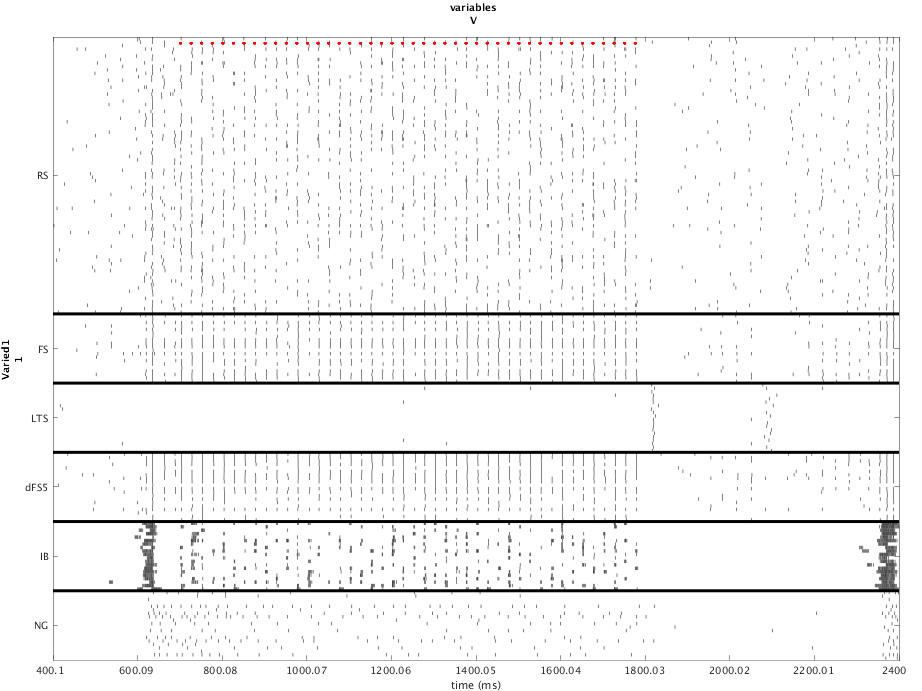 variables
V
RS
FS
LTS
dFS5
IB
NG
Varied1
1
400.1 600.09 800.08 1000.07 1200.06 1400.05 1600.04 1800.03 2000.02 2200.01 2400
time (ms)